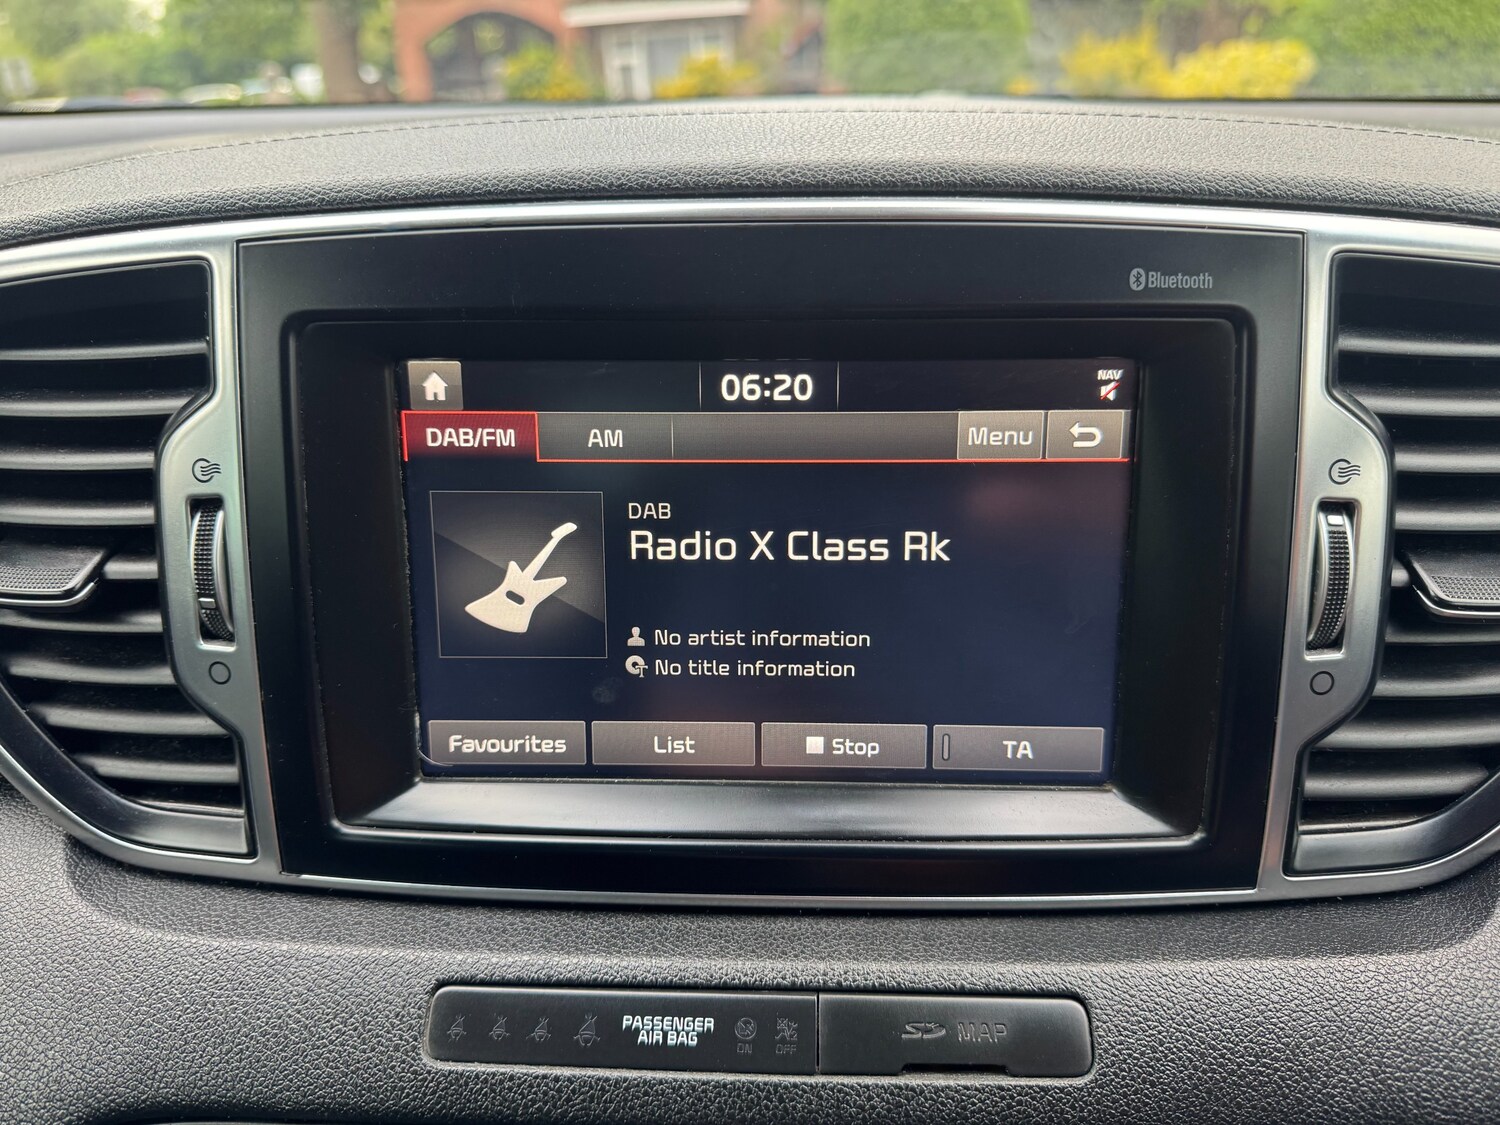 Bluetooth
06:20
NAV
DAB/FM
AM
Menu
DAB
Radio X Class Rk
No artist information
No title information
Favourites
List
Stop
TA
PASSENGER
AIR BAG
ON
OFF
SD MAP